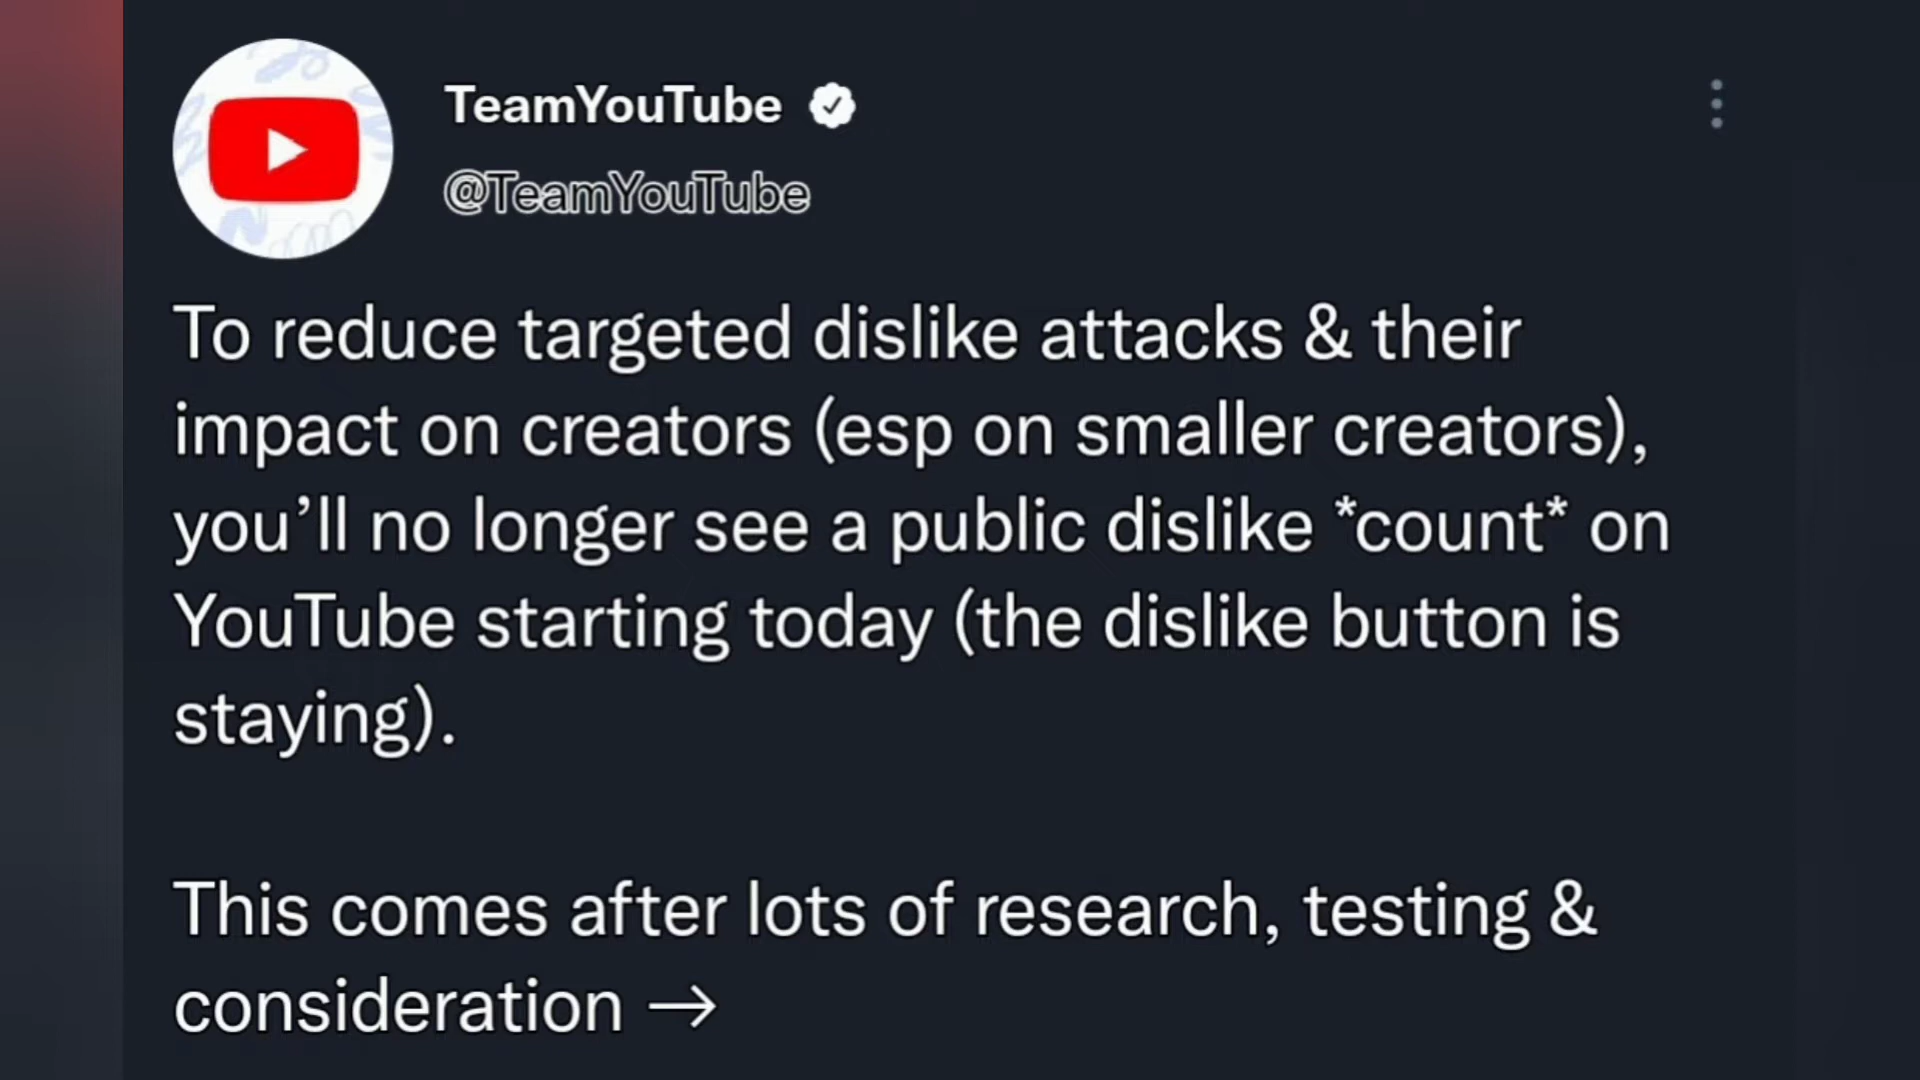 TeamYouTube
@TeamYouTube
To reduce targeted dislike attacks & their
impact on creators (esp on smaller creators),
you’ll no longer see a public dislike *count* on
YouTube starting today (the dislike button is
staying).
This comes after lots of research, testing &
consideration →